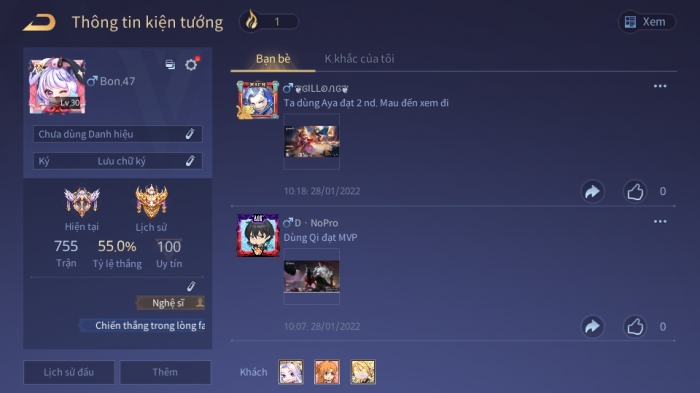 Thông tin kiện tướng
1
Xem
Bon.47
Lv.30
Chưa dùng Danh hiệu
Ký
Lưu chữ ký
Hiện tại
Lịch sử
755
55.0%
100
Trận
Tỷ lệ thắng
Uy tín
Nghệ sĩ
Chiến thắng trong lòng fa
Lịch sử đấu
Thêm
Bạn bè
K.khắc của tôi
Ta dùng Aya đạt 2 nd. Mau đến xem đi
10:18. 28/01/2022
0
D · NoPro
Dùng Qi đạt MVP
10:07. 28/01/2022
0
Khách